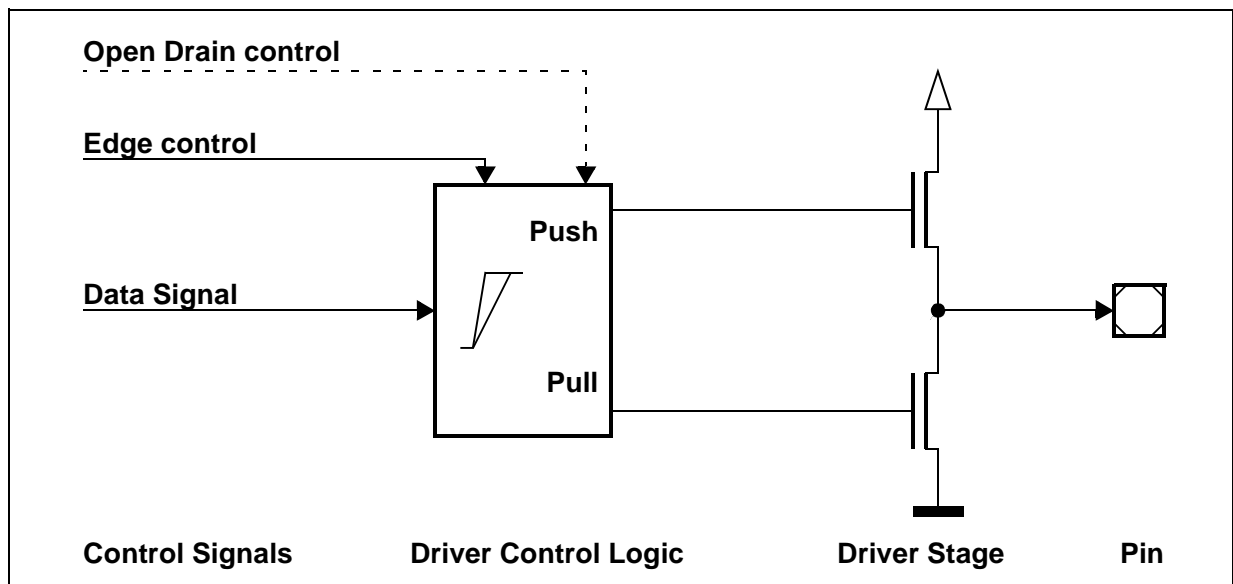 Open Drain control
Edge control
Push
Data Signal
Pull
Control Signals
Driver Control Logic
Driver Stage
Pin